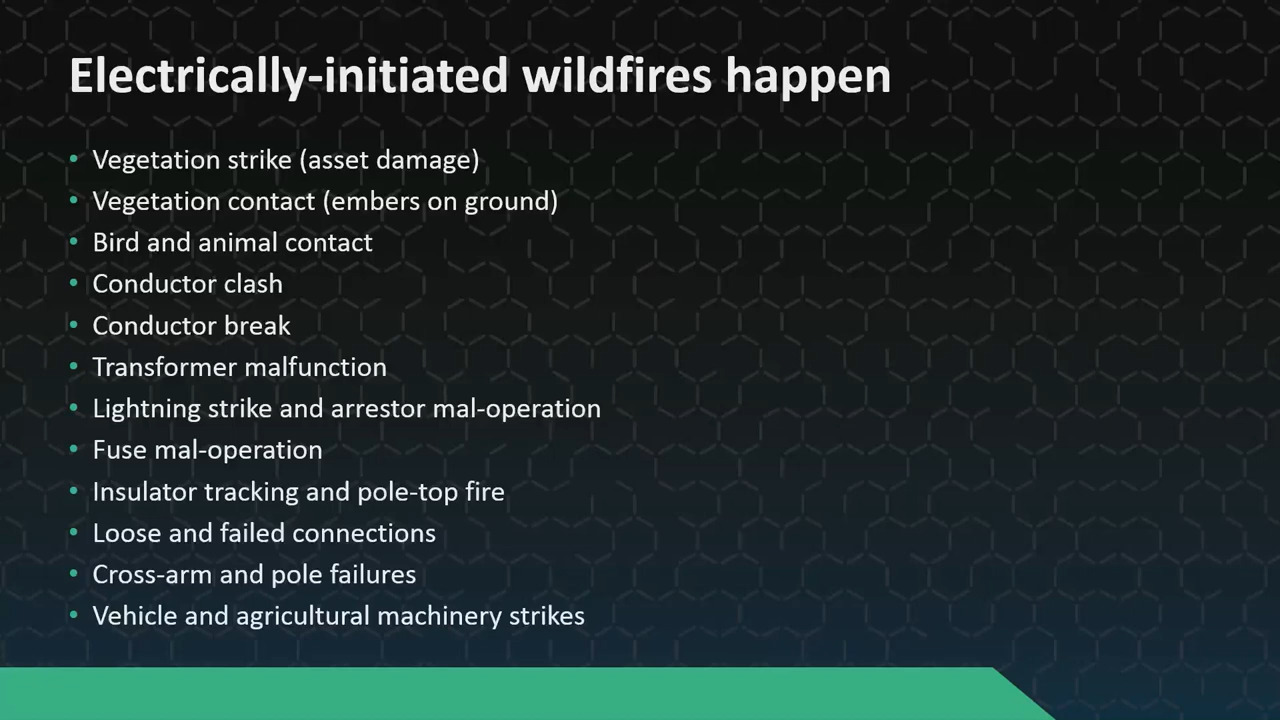 Electrically-initiated wildfires happen
• Vegetation strike (asset damage)
• Vegetation contact (embers on ground)
• Bird and animal contact
• Conductor clash
• Conductor break
• Transformer malfunction
• Lightning strike and arrestor mal-operation
• Fuse mal-operation
• Insulator tracking and pole-top fire
• Loose and failed connections
• Cross-arm and pole failures
• Vehicle and agricultural machinery strikes